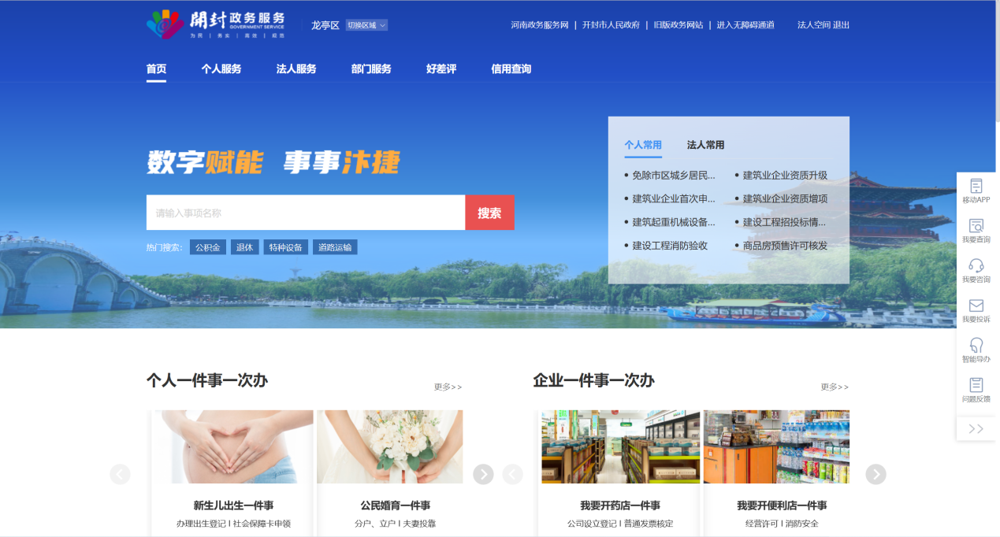 開封政务服务
GOVERNMENT SERVICE
为民 | 务实 | 高效 | 规范
龙亭区 切换区域
河南政务服务网 | 开封市人民政府 | 旧版政务网站 | 进入无障碍通道 法人空间 退出
首页 个人服务 法人服务 部门服务 好差评 信用查询
数字赋能 事事汴捷
请输入事项名称 搜索
热门搜索: 公积金 退休 特种设备 道路运输
个人常用 法人常用
免除市区城乡居民... 建筑业企业资质升级
建筑业企业首次申... 建筑业企业资质增项
建筑起重机械设备... 建设工程招投标情...
建设工程消防验收 商品房预售许可核发
移动APP
我要查询
我要咨询
我要投诉
智能导办
问题反馈
个人一件事一次办 更多>>
企业一件事一次办 更多>>
新生儿出生一件事
办理出生登记 | 社会保障卡申领
公民婚育一件事
分户、立户 | 夫妻投靠
我要开药店一件事
公司设立登记 | 普通发票核定
我要开便利店一件事
经营许可 | 消防安全